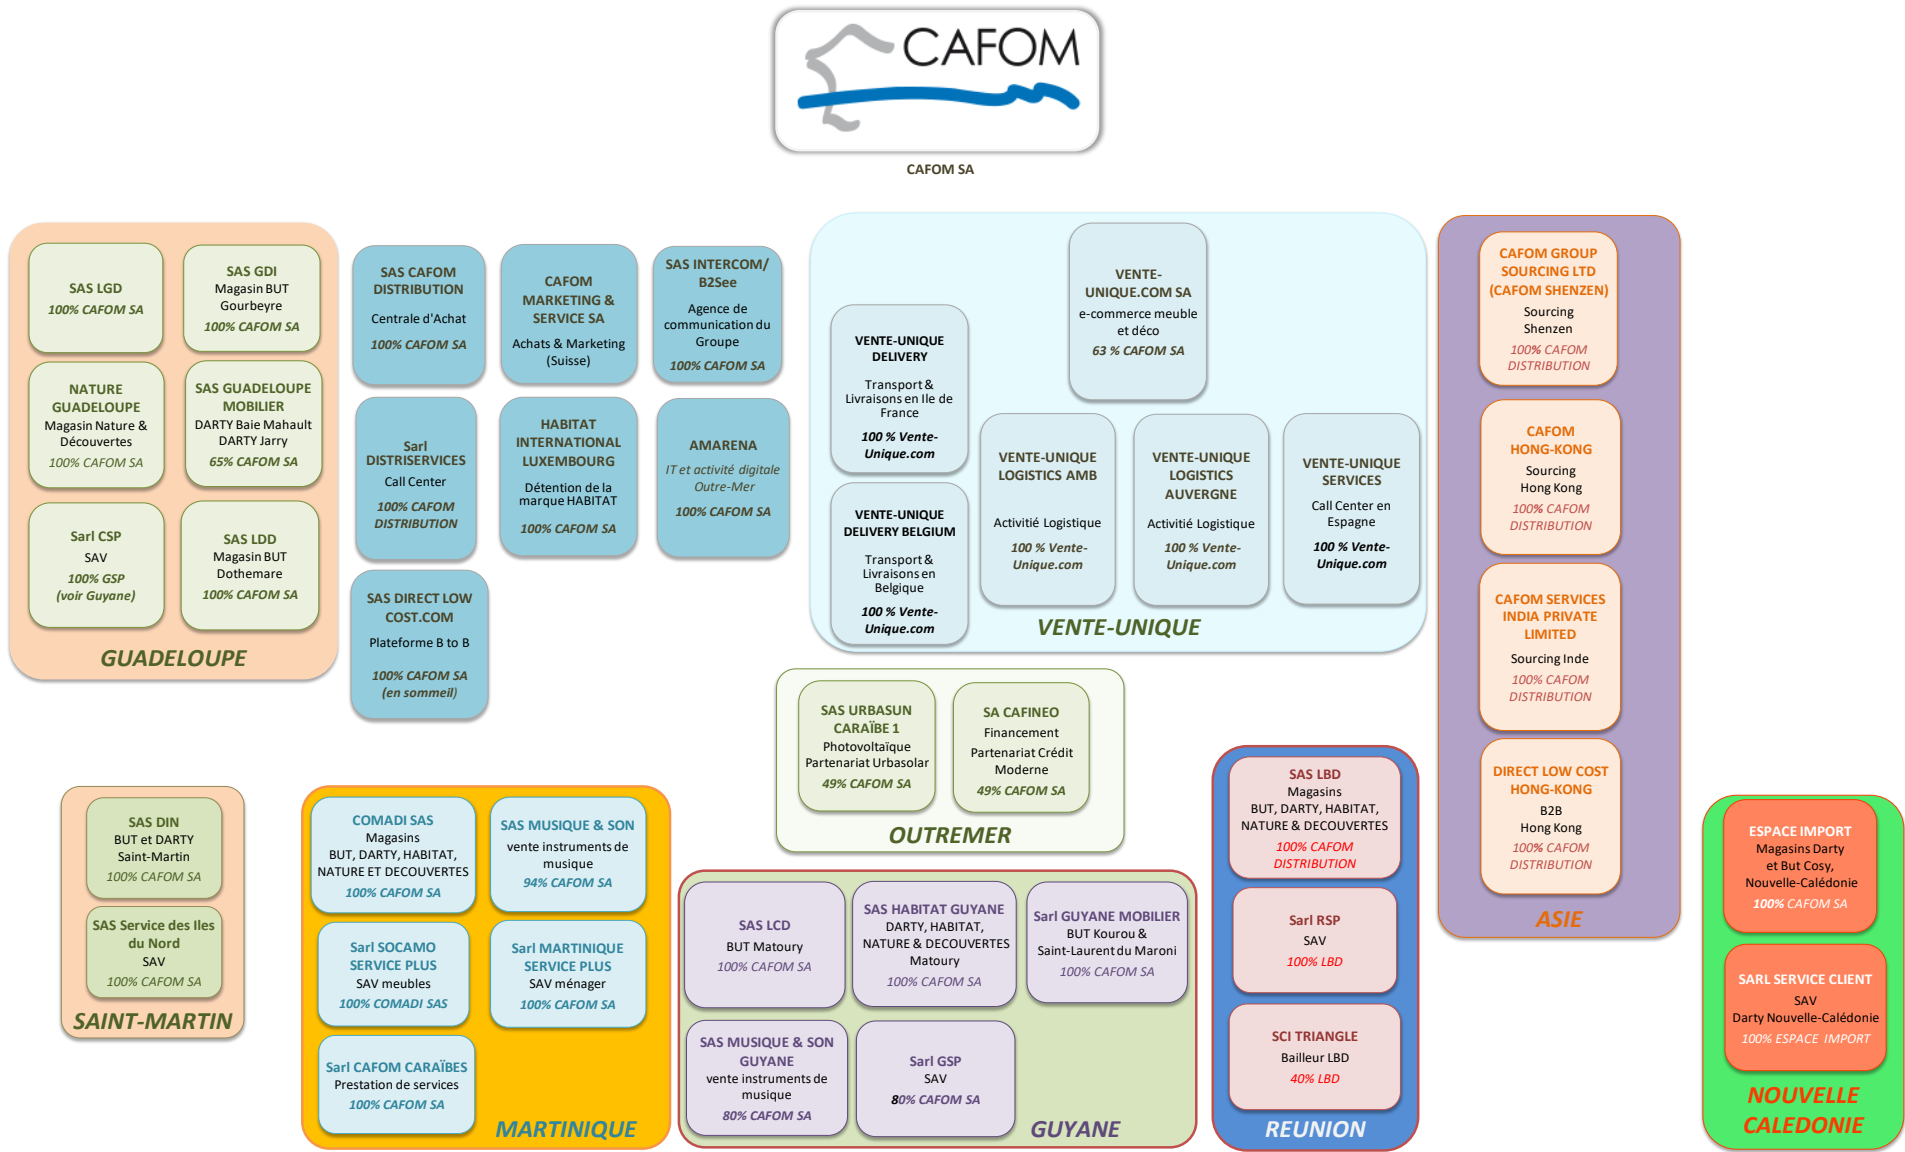 CAFOM
CAFOM SA
SAS LGD
100% CAFOM SA
SAS GDI
Magasin BUT
Gourbeyre
100% CAFOM SA
NATURE
GUADELOUPE
Magasin Nature &
Découvertes
100% CAFOM SA
SAS GUADELOUPE
MOBILIER
DARTY Baie Mahault
DARTY Jarry
65% CAFOM SA
Sarl CSP
SAV
100% GSP
(voir Guyane)
SAS LDD
Magasin BUT
Dothemare
100% CAFOM SA
GUADELOUPE
SAS CAFOM
DISTRIBUTION
Centrale d'Achat
100% CAFOM SA
CAFOM
MARKETING &
SERVICE SA
Achats & Marketing
(Suisse)
SAS INTERCOM/
B2See
Agence de
communication du
Groupe
100% CAFOM SA
Sarl
DISTRISERVICES
Call Center
100% CAFOM
DISTRIBUTION
HABITAT
INTERNATIONAL
LUXEMBOURG
Détention de la
marque HABITAT
100% CAFOM SA
AMARENA
IT et activité digitale
Outre-Mer
100% CAFOM SA
SAS DIRECT LOW
COST.COM
Plateforme B to B
100% CAFOM SA
(en sommeil)
VENTE-
UNIQUE.COM SA
e-commerce meuble
et déco
63 % CAFOM SA
VENTE-UNIQUE
DELIVERY
Transport &
Livraisons en Ile de
France
100 % Vente-
Unique.com
VENTE-UNIQUE
DELIVERY BELGIUM
Transport &
Livraisons en
Belgique
100 % Vente-
Unique.com
VENTE-UNIQUE
LOGISTICS AMB
Activitié Logistique
100 % Vente-
Unique.com
VENTE-UNIQUE
LOGISTICS
AUVERGNE
Activitié Logistique
100 % Vente-
Unique.com
VENTE-UNIQUE
SERVICES
Call Center en
Espagne
100 % Vente-
Unique.com
VENTE-UNIQUE
CAFOM GROUP
SOURCING LTD
(CAFOM SHENZEN)
Sourcing
Shenzen
100% CAFOM
DISTRIBUTION
CAFOM
HONG-KONG
Sourcing
Hong Kong
100% CAFOM
DISTRIBUTION
CAFOM SERVICES
INDIA PRIVATE
LIMITED
Sourcing Inde
100% CAFOM
DISTRIBUTION
DIRECT LOW COST
HONG-KONG
B2B
Hong Kong
100% CAFOM
DISTRIBUTION
ASIE
SAS URBASUN
CARAÏBE 1
Photovoltaïque
Partenariat Urbasolar
49% CAFOM SA
SA CAFINEO
Financement
Partenariat Crédit
Moderne
49% CAFOM SA
OUTREMER
SAS DIN
BUT et DARTY
Saint-Martin
100% CAFOM SA
SAS Service des Iles
du Nord
SAV
100% CAFOM SA
SAINT-MARTIN
COMADI SAS
Magasins
BUT, DARTY, HABITAT,
NATURE ET DECOUVERTES
100% CAFOM SA
SAS MUSIQUE & SON
vente instruments de
musique
94% CAFOM SA
Sarl SOCAMO
SERVICE PLUS
SAV meubles
100% COMADI SAS
Sarl MARTINIQUE
SERVICE PLUS
SAV ménager
100% CAFOM SA
Sarl CAFOM CARAÏBES
Prestation de services
100% CAFOM SA
MARTINIQUE
SAS LCD
BUT Matoury
100% CAFOM SA
SAS HABITAT GUYANE
DARTY, HABITAT,
NATURE & DECOUVERTES
Matoury
100% CAFOM SA
Sarl GUYANE MOBILIER
BUT Kourou &
Saint-Laurent du Maroni
100% CAFOM SA
SAS MUSIQUE & SON
GUYANE
vente instruments de
musique
80% CAFOM SA
Sarl GSP
SAV
80% CAFOM SA
GUYANE
SAS LBD
Magasins
BUT, DARTY, HABITAT,
NATURE & DECOUVERTES
100% CAFOM
DISTRIBUTION
Sarl RSP
SAV
100% LBD
SCI TRIANGLE
Bailleur LBD
40% LBD
REUNION
ESPACE IMPORT
Magasins Darty
et But Cosy,
Nouvelle-Calédonie
100% CAFOM SA
SARL SERVICE CLIENT
SAV
Darty Nouvelle-Calédonie
100% ESPACE IMPORT
NOUVELLE
CALEDONIE